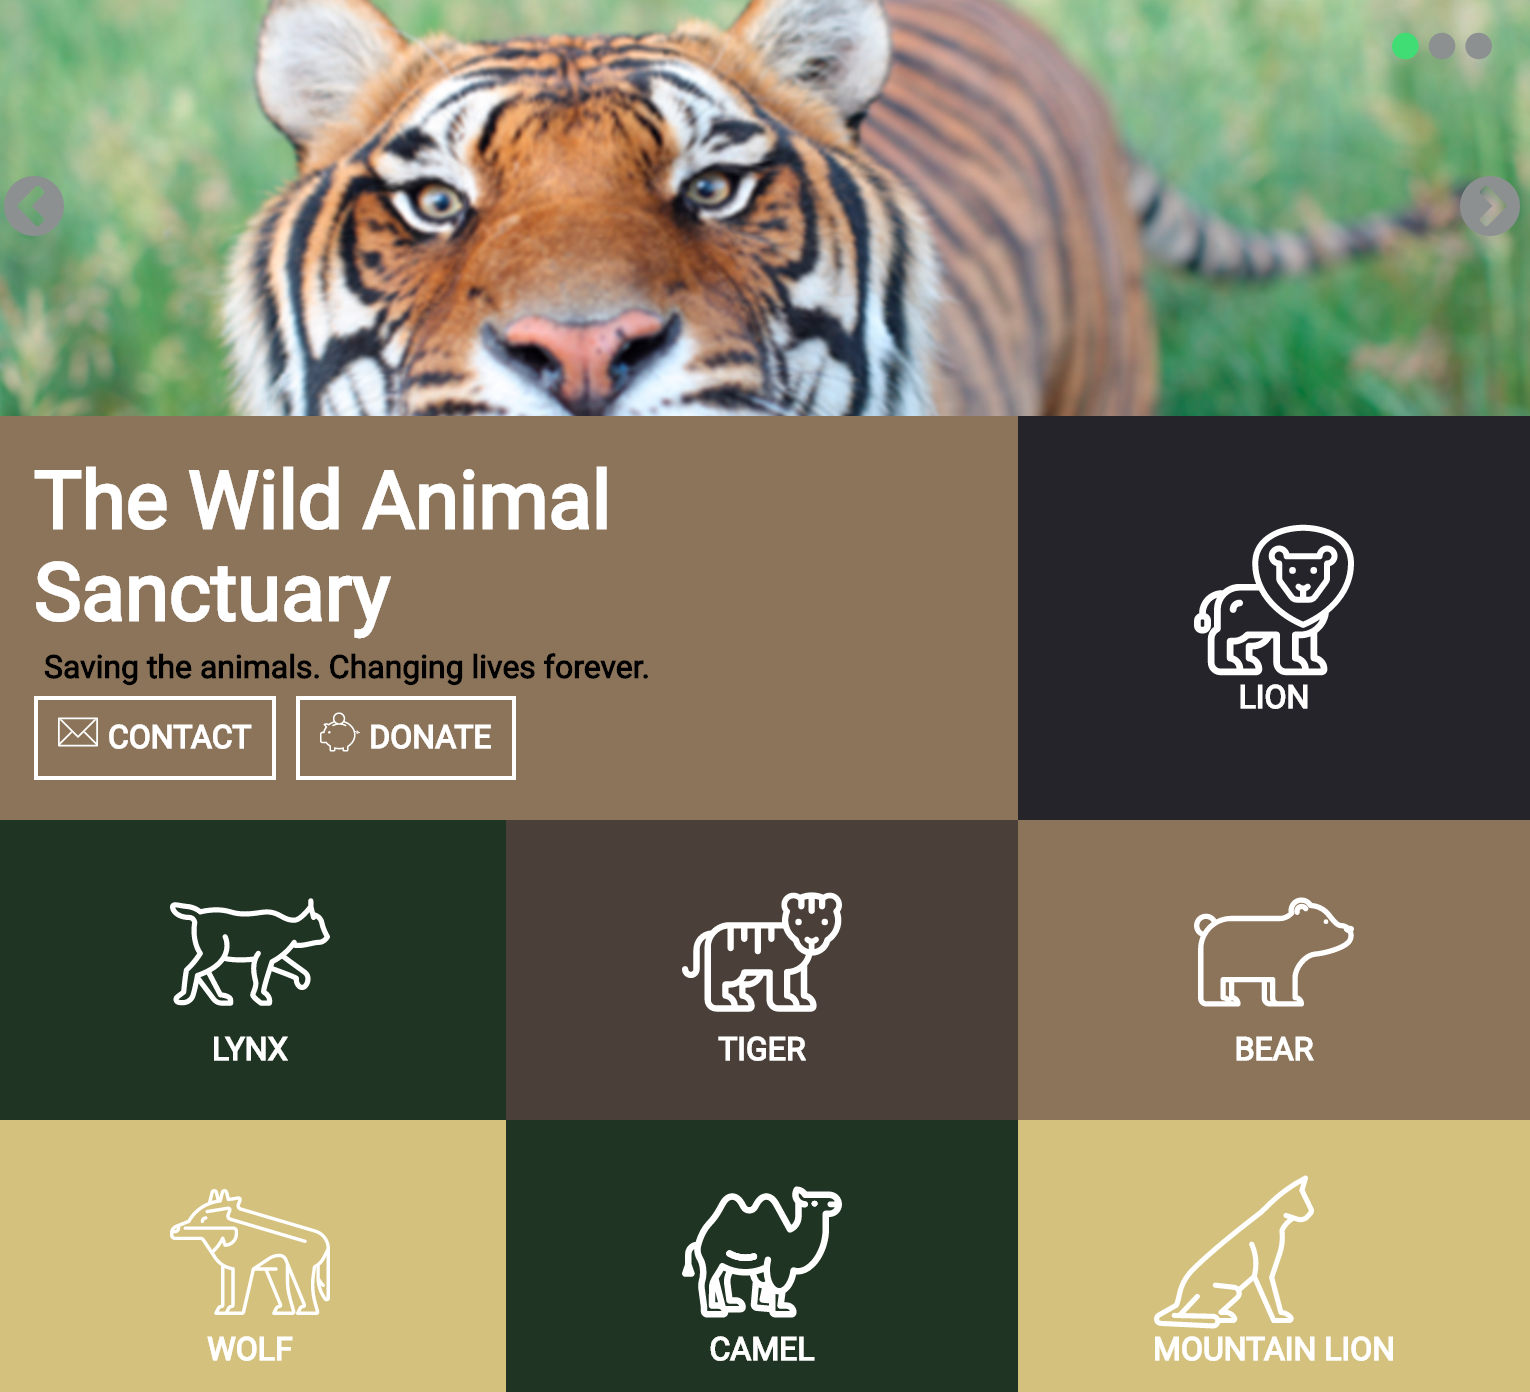 The Wild Animal
Sanctuary
Saving the animals. Changing lives forever.
CONTACT
DONATE
LION
LYNX
TIGER
BEAR
WOLF
CAMEL
MOUNTAIN LION